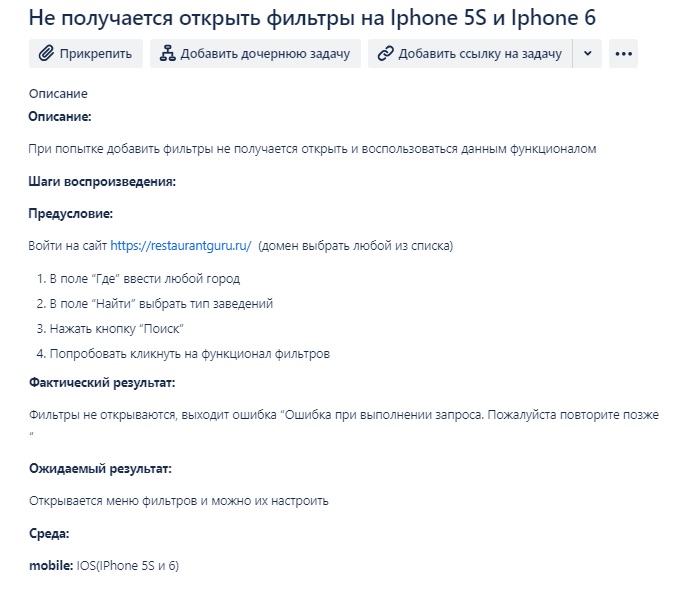 Не получается открыть фильтры на Iphone 5S и Iphone 6
Прикрепить Добавить дочернюю задачу Добавить ссылку на задачу
Описание
Описание:
При попытке добавить фильтры не получается открыть и воспользоваться данным функционалом
Шаги воспроизведения:
Предусловие:
Войти на сайт https://restaurantguru.ru/ (домен выбрать любой из списка)
1. В поле “Где” ввести любой город
2. В поле “Найти” выбрать тип заведений
3. Нажать кнопку “Поиск”
4. Попробовать кликнуть на функционал фильтров
Фактический результат:
Фильтры не открываются, выходит ошибка “Ошибка при выполнении запроса. Пожалуйста повторите позже
“
Ожидаемый результат:
Открывается меню фильтров и можно их настроить
Среда:
mobile: IOS(IPhone 5S и 6)